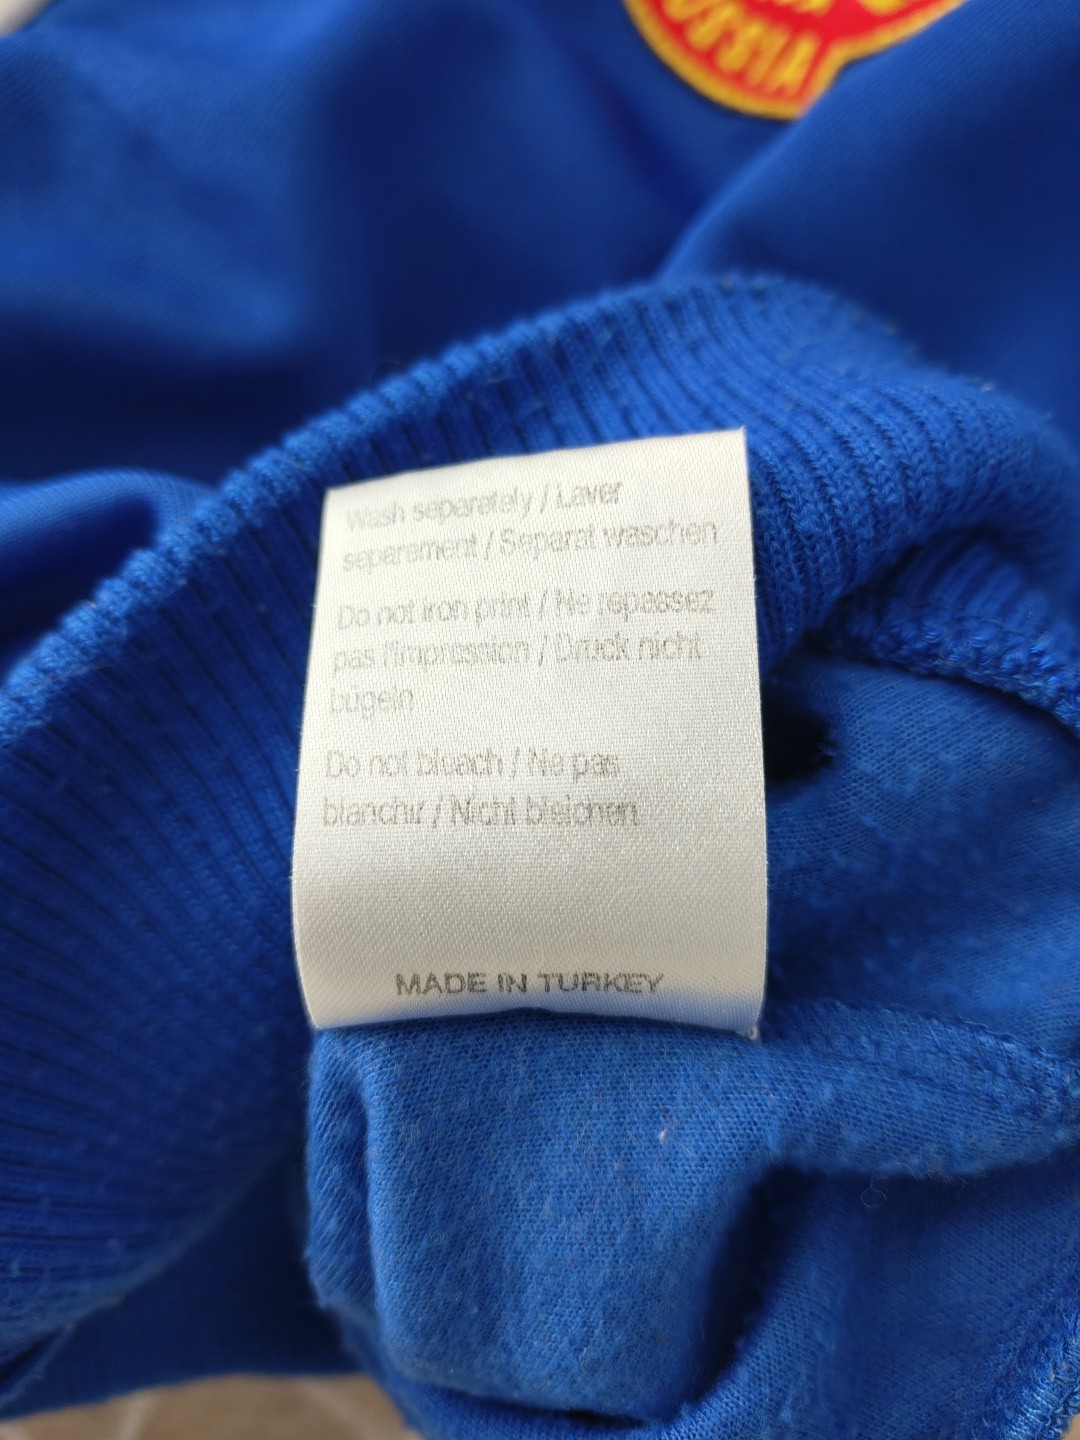 USSIA
Wash separately / Laver
separement / Separat waschen
Do not iron print / Ne repassez
pas l'impression / Druck nicht
bügeln
Do not bleach / Ne pas
blanchir / Nicht bleichen
MADE IN TURKEY